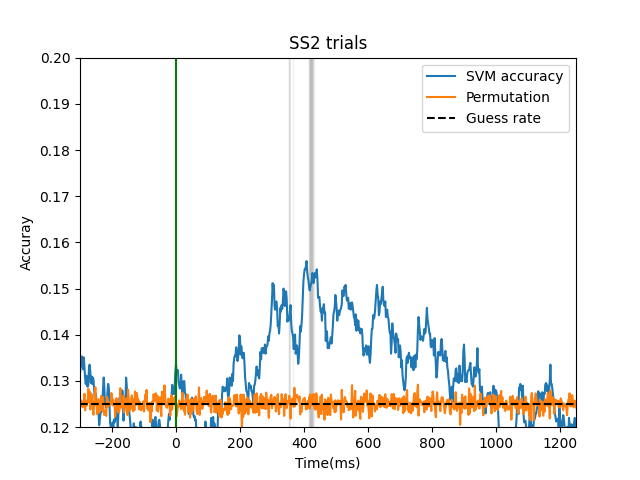 SS2 trials
0.20
0.19
0.18
0.17
0.16
0.15
0.14
0.13
0.12
Accuray
SVM accuracy
Permutation
Guess rate
−200 0 200 400 600 800 1000 1200
Time(ms)